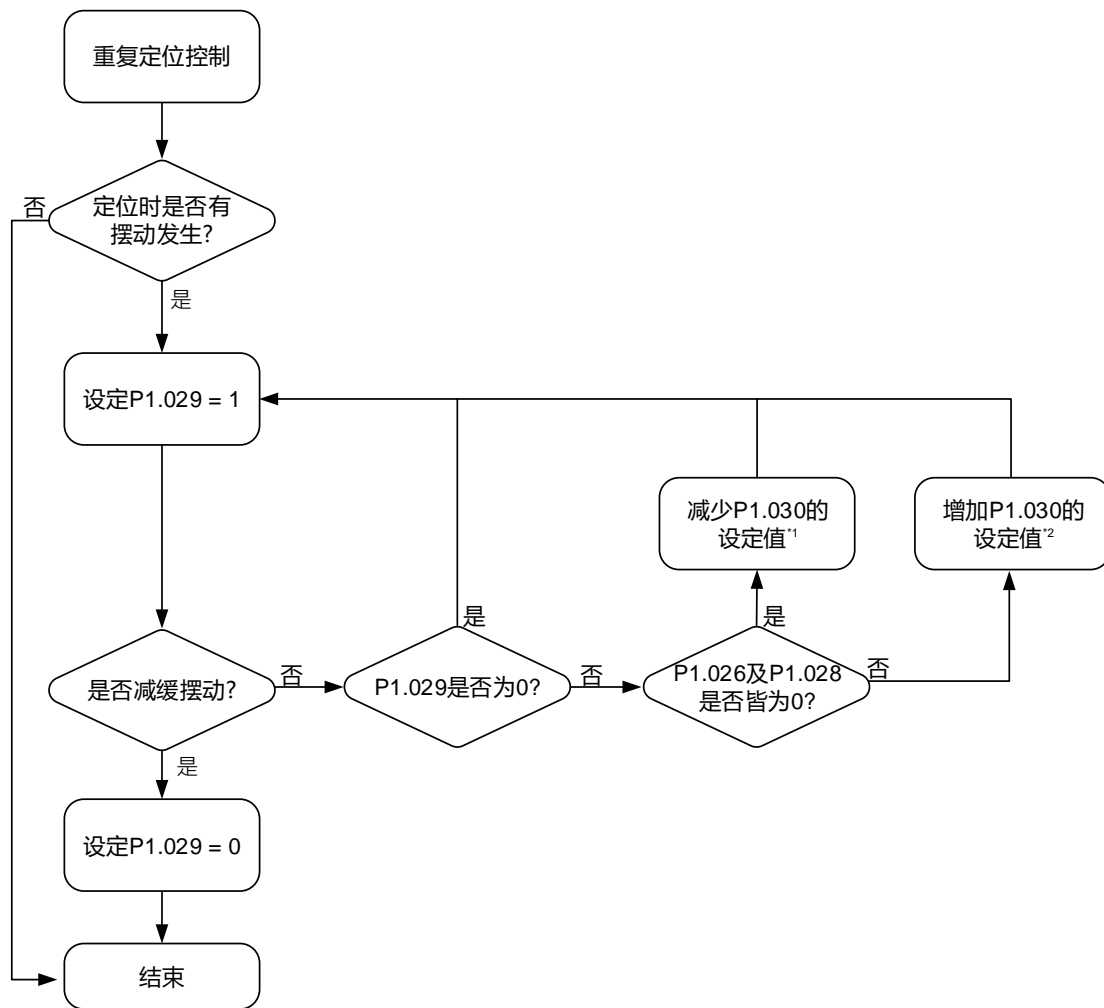 重复定位控制
定位时是否有
摆动发生?
否
是
设定P1.029 = 1
减少P1.030的
设定值*1
增加P1.030的
设定值*2
是否减缓摆动?
否
是
P1.029是否为0?
是
否
P1.026及P1.028
是否皆为0?
是
否
设定P1.029 = 0
结束